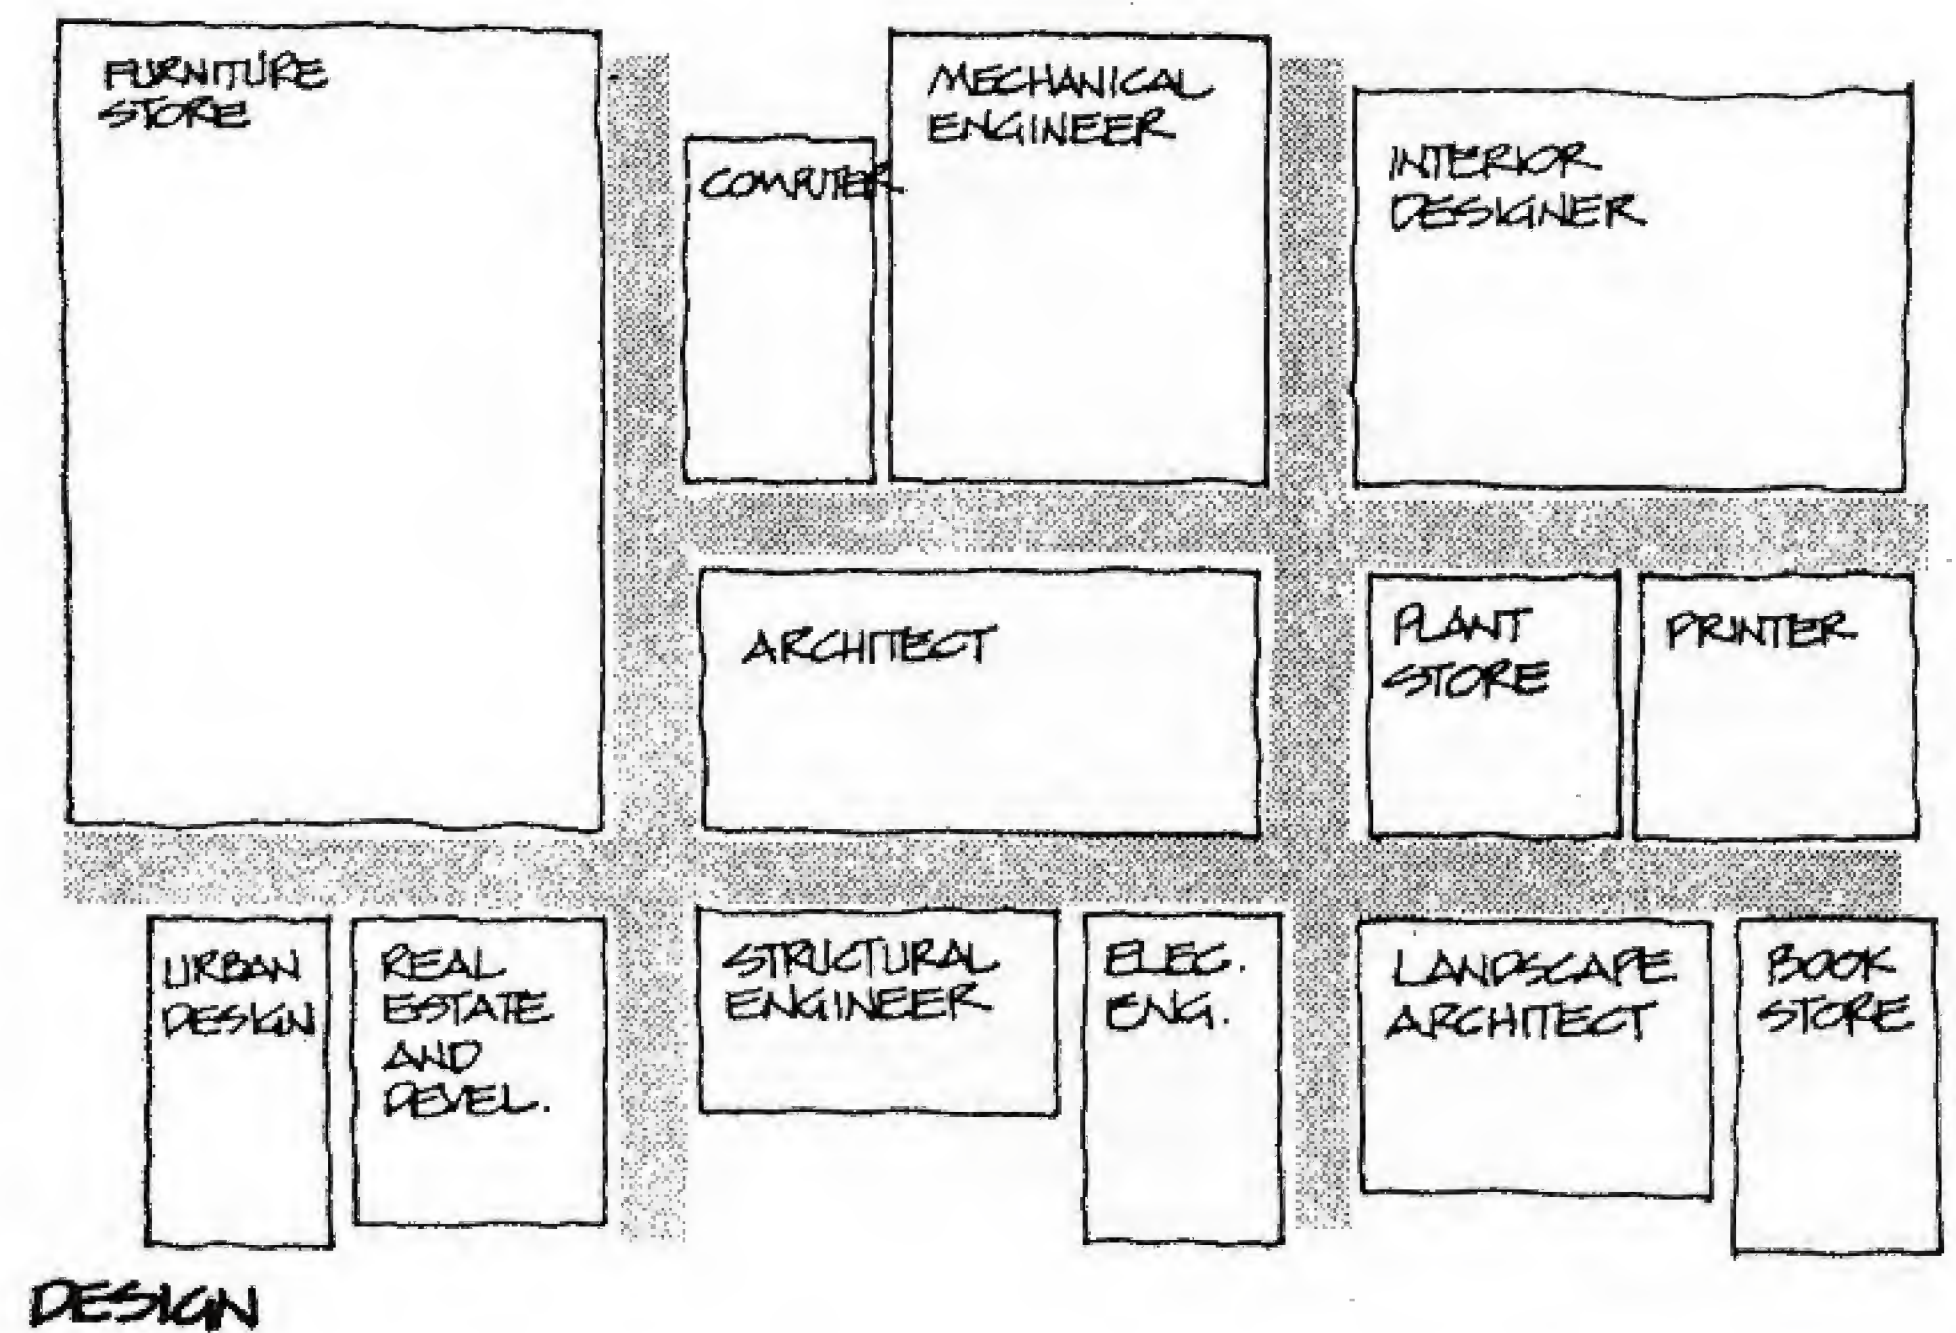 FURNITURE
STORE
COMPUTER
MECHANICAL
ENGINEER
INTERIOR
DESIGNER
ARCHITECT
PLANT
STORE
PRINTER
URBAN
DESIGN
REAL
ESTATE
AND
DEVEL.
STRUCTURAL
ENGINEER
ELEC.
ENG.
LANDSCAPE
ARCHITECT
BOOK
STORE
DESIGN